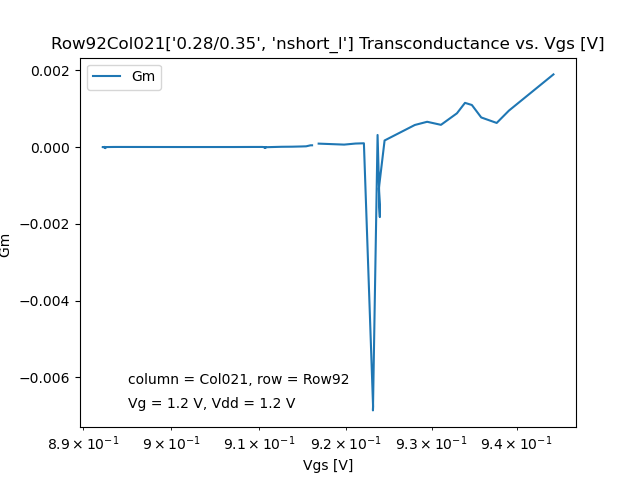 Row92Col021['0.28/0.35', 'nshort_l'] Transconductance vs. Vgs [V]
Gm
0.002
0.000
−0.002
−0.004
−0.006
Gm
column = Col021, row = Row92
Vg = 1.2 V, Vdd = 1.2 V
8.9 × 10⁻¹ 9 × 10⁻¹ 9.1 × 10⁻¹ 9.2 × 10⁻¹ 9.3 × 10⁻¹ 9.4 × 10⁻¹
Vgs [V]